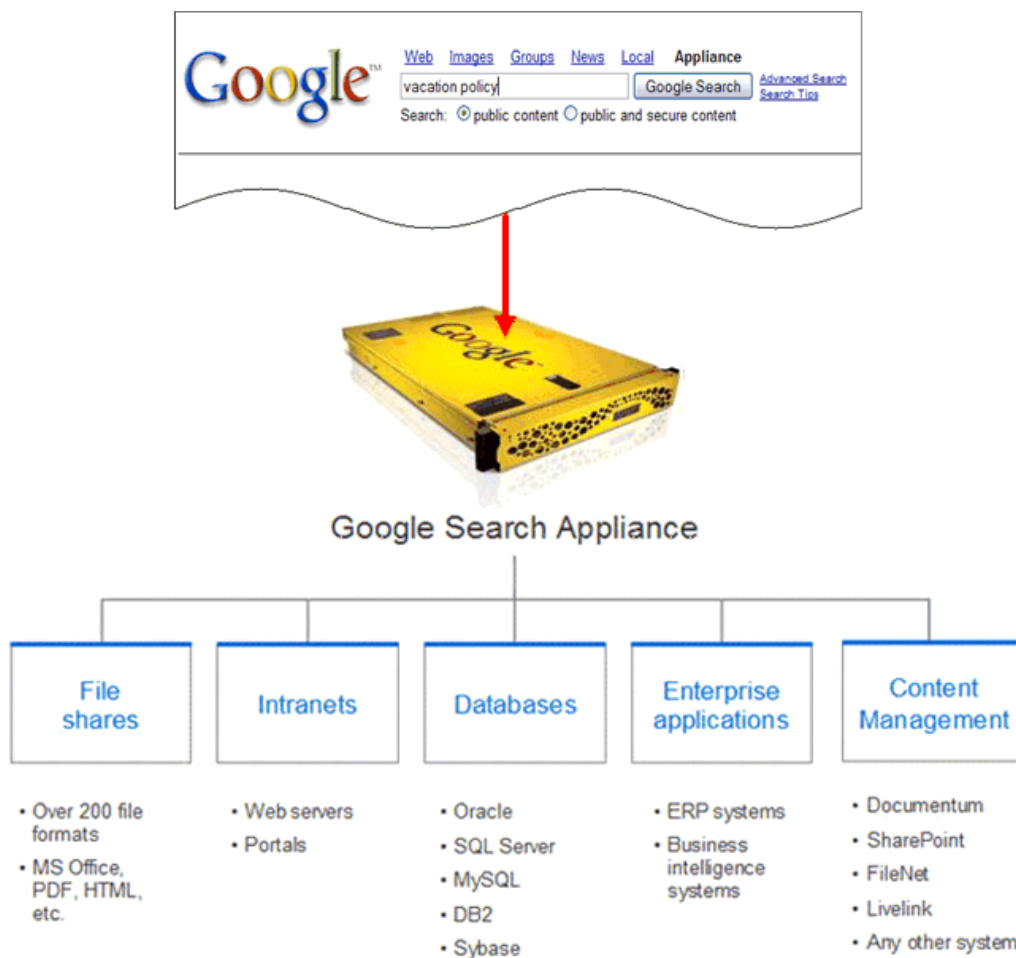 Web Images Groups News Local Appliance
Google™
vacation policy Google Search Advanced Search
Search Tips
Search: public content public and secure content
Google
Google Search Appliance
File
shares
Intranets
Databases
Enterprise
applications
Content
Management
• Over 200 file
formats
• MS Office,
PDF, HTML,
etc.
• Web servers
• Portals
• Oracle
• SQL Server
• MySQL
• DB2
• Sybase
• ERP systems
• Business
intelligence
systems
• Documentum
• SharePoint
• FileNet
• Livelink
• Any other system